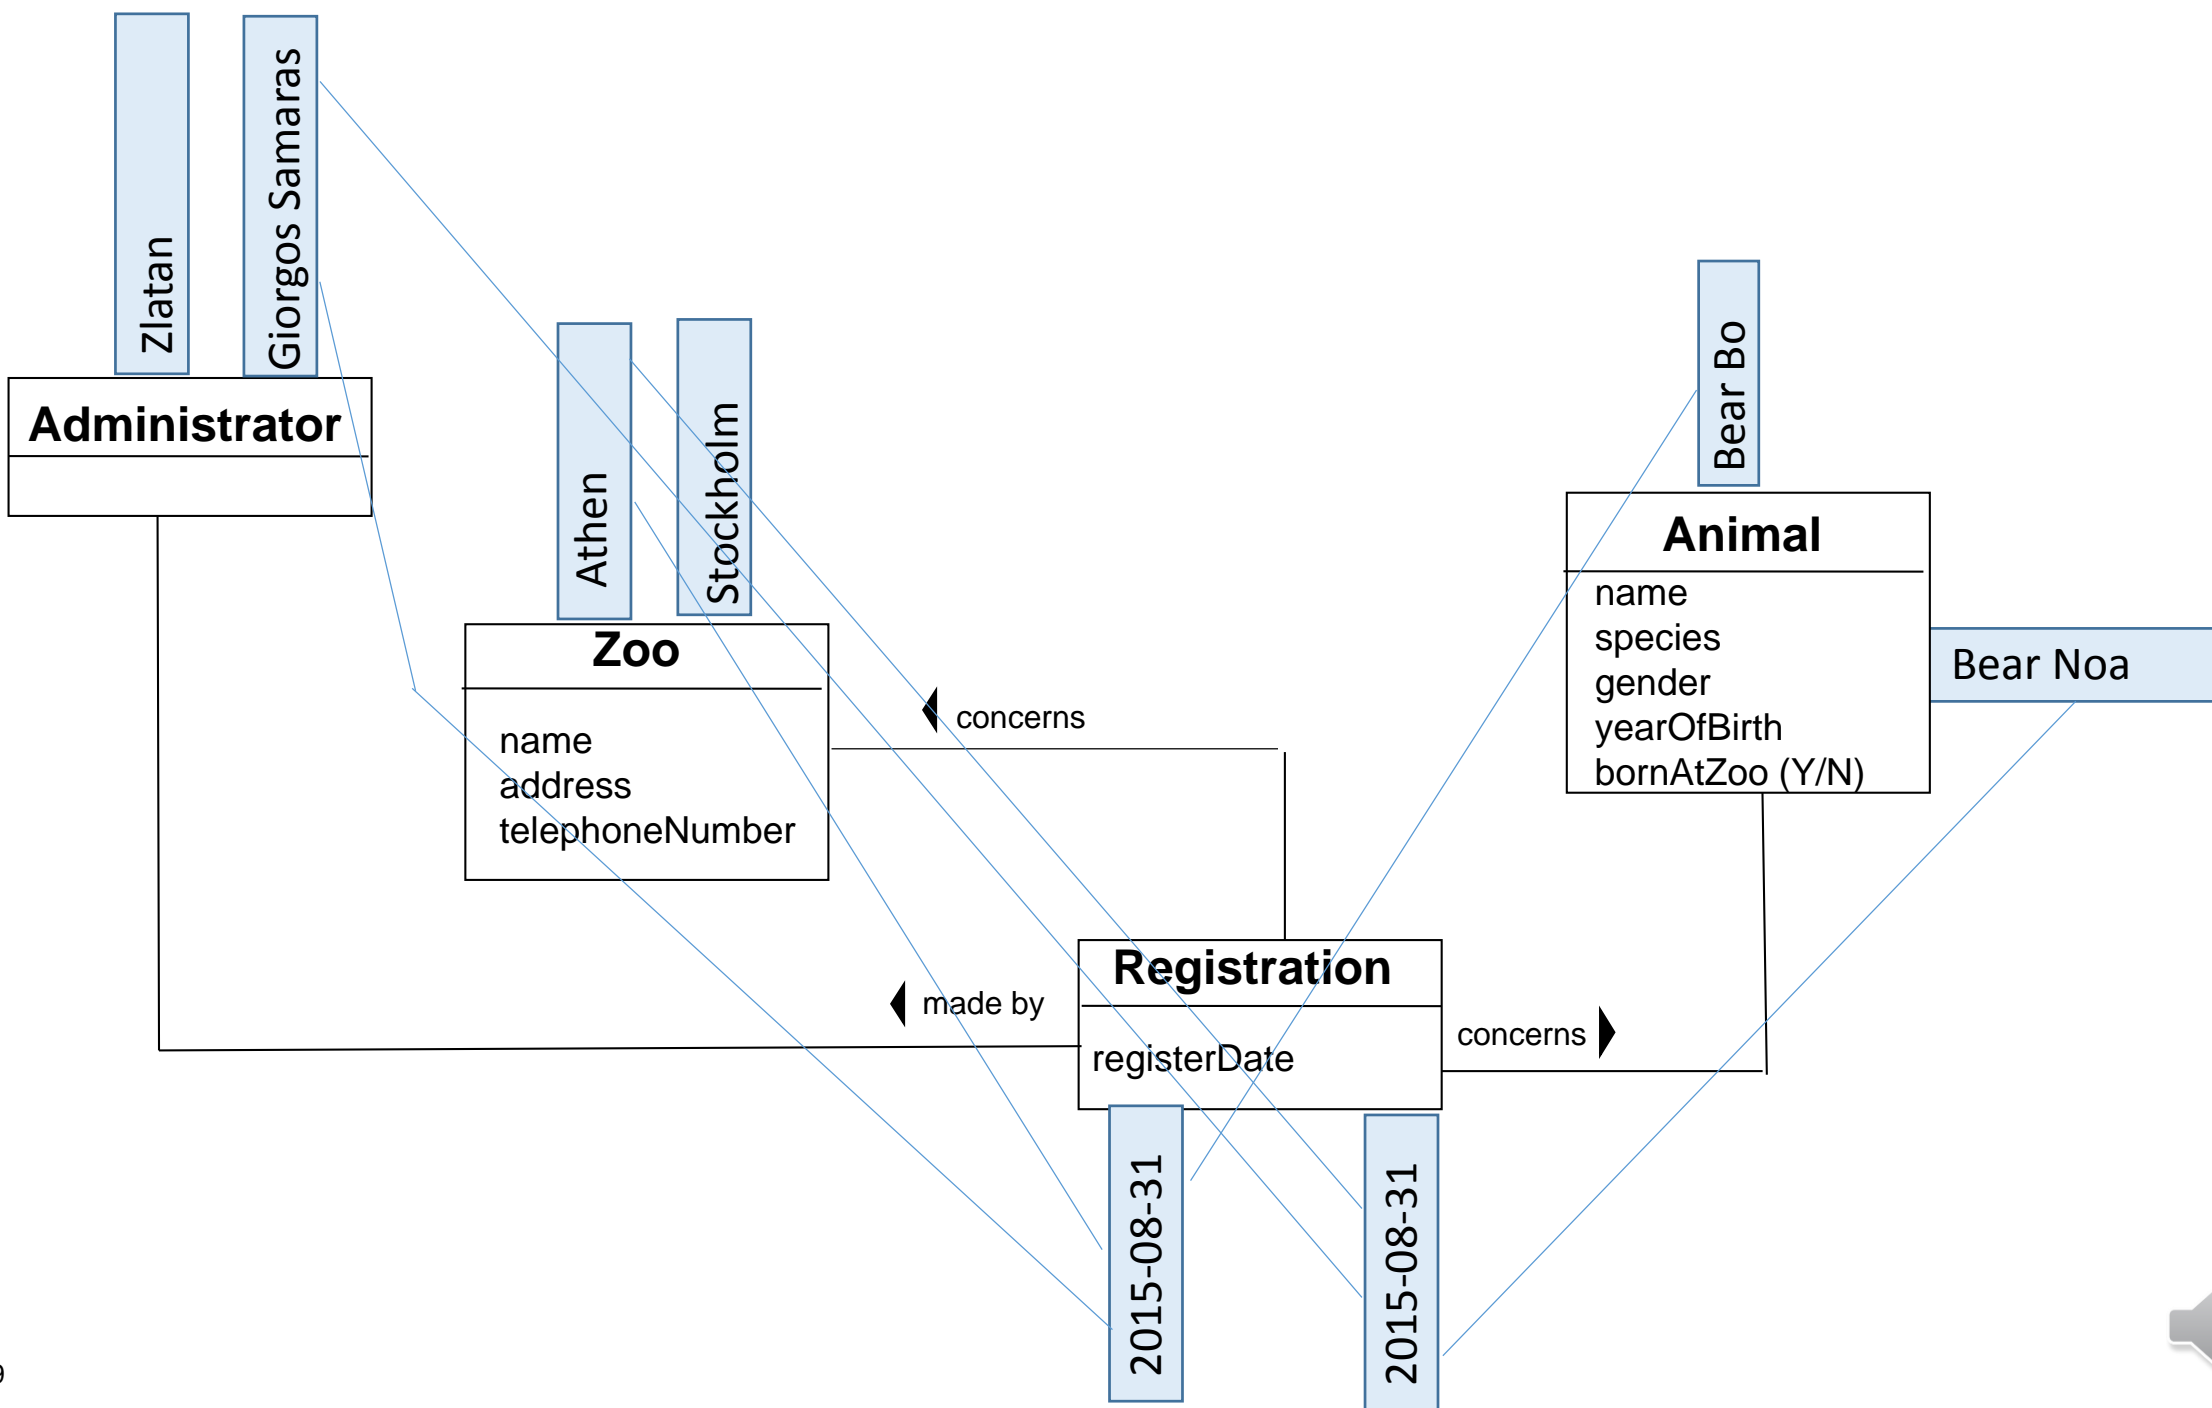 Zlatan
Giorgos Samaras
Administrator
Athen
Stockholm
Zoo
name
address
telephoneNumber
concerns
Bear Bo
Animal
name
species
gender
yearOfBirth
bornAtZoo (Y/N)
Bear Noa
Registration
made by
registerDate
concerns
2015-08-31
2015-08-31
9